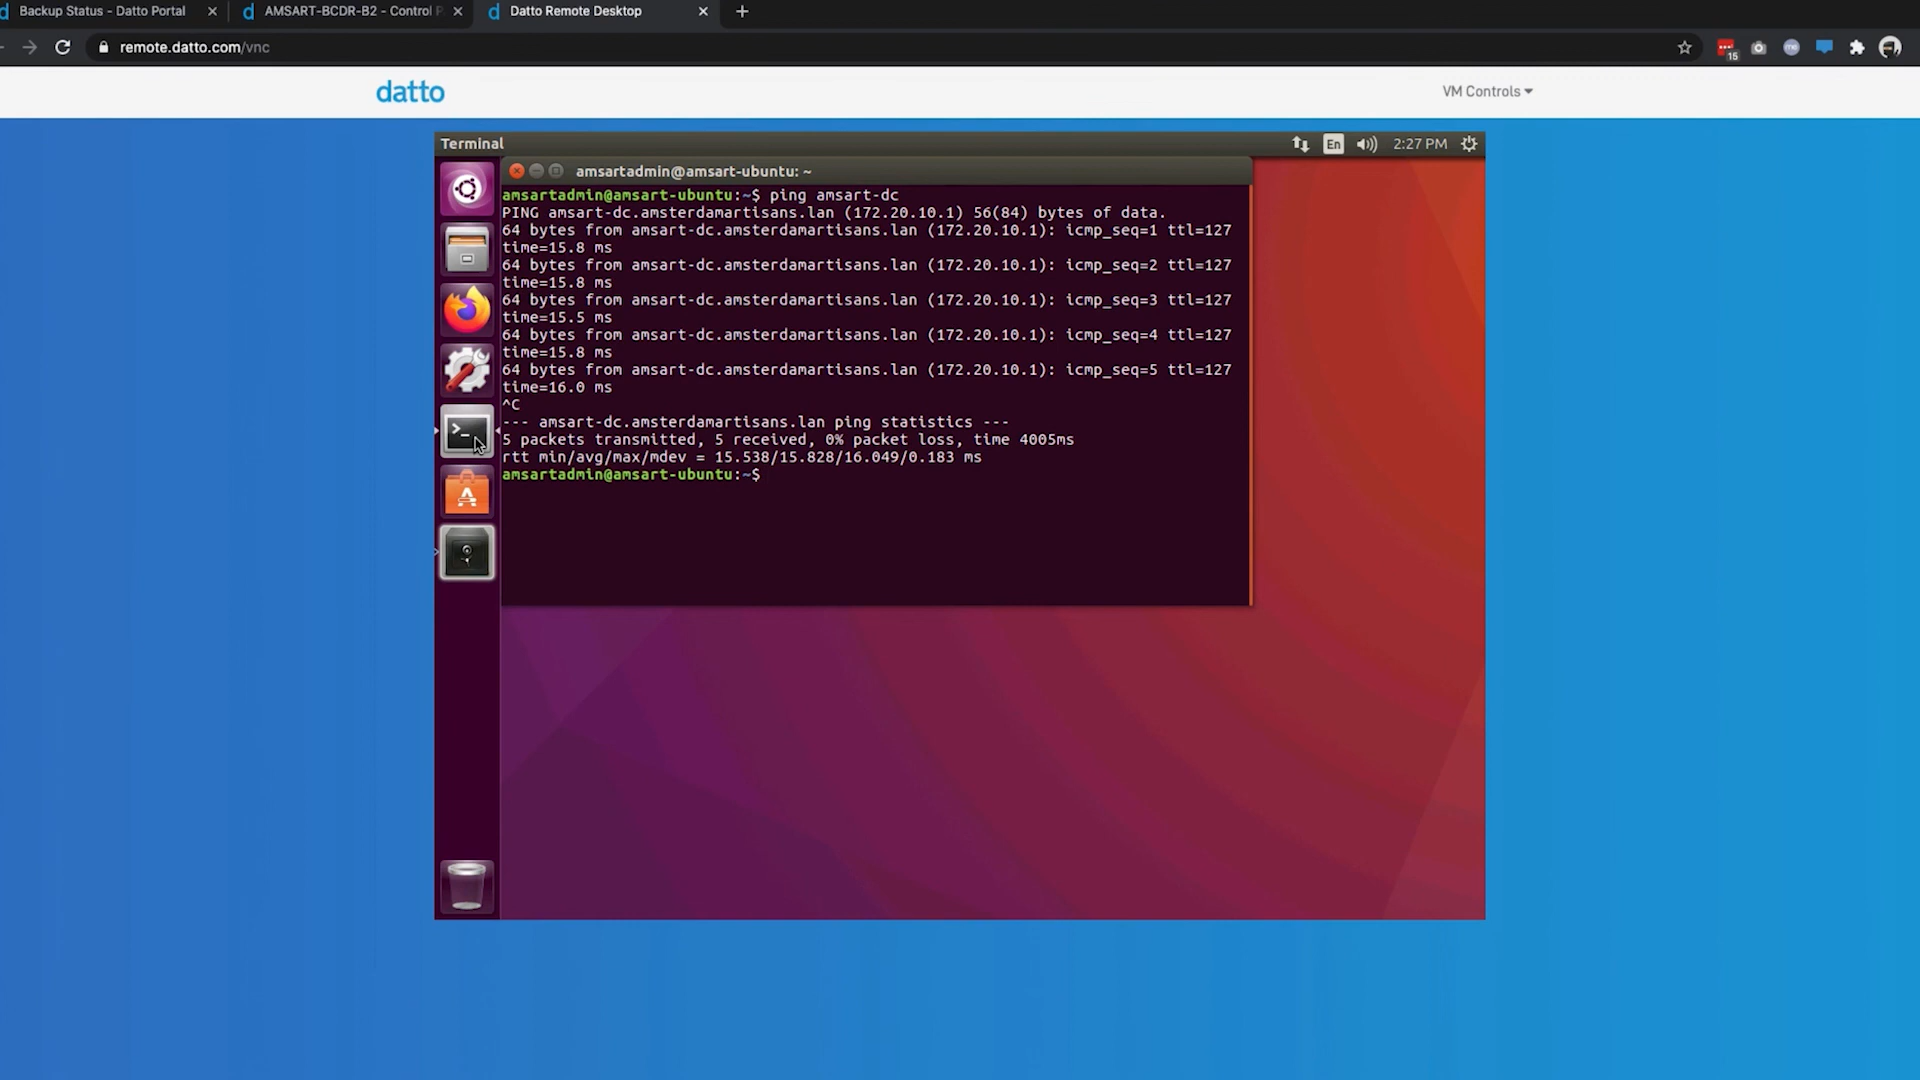 Backup Status - Datto Portal
AMSART-BCDR-B2 - Control P
Datto Remote Desktop
remote.datto.com/vnc
15
datto
VM Controls
Terminal
En
2:27 PM
amsartadmin@amsart-ubuntu: ~
amsartadmin@amsart-ubuntu:~$ ping amsart-dc
PING amsart-dc.amsterdamartisans.lan (172.20.10.1) 56(84) bytes of data.
64 bytes from amsart-dc.amsterdamartisans.lan (172.20.10.1): icmp_seq=1 ttl=127
time=15.8 ms
64 bytes from amsart-dc.amsterdamartisans.lan (172.20.10.1): icmp_seq=2 ttl=127
time=15.8 ms
64 bytes from amsart-dc.amsterdamartisans.lan (172.20.10.1): icmp_seq=3 ttl=127
time=15.5 ms
64 bytes from amsart-dc.amsterdamartisans.lan (172.20.10.1): icmp_seq=4 ttl=127
time=15.8 ms
64 bytes from amsart-dc.amsterdamartisans.lan (172.20.10.1): icmp_seq=5 ttl=127
time=16.0 ms
^C
--- amsart-dc.amsterdamartisans.lan ping statistics ---
5 packets transmitted, 5 received, 0% packet loss, time 4005ms
rtt min/avg/max/mdev = 15.538/15.828/16.049/0.183 ms
amsartadmin@amsart-ubuntu:~$